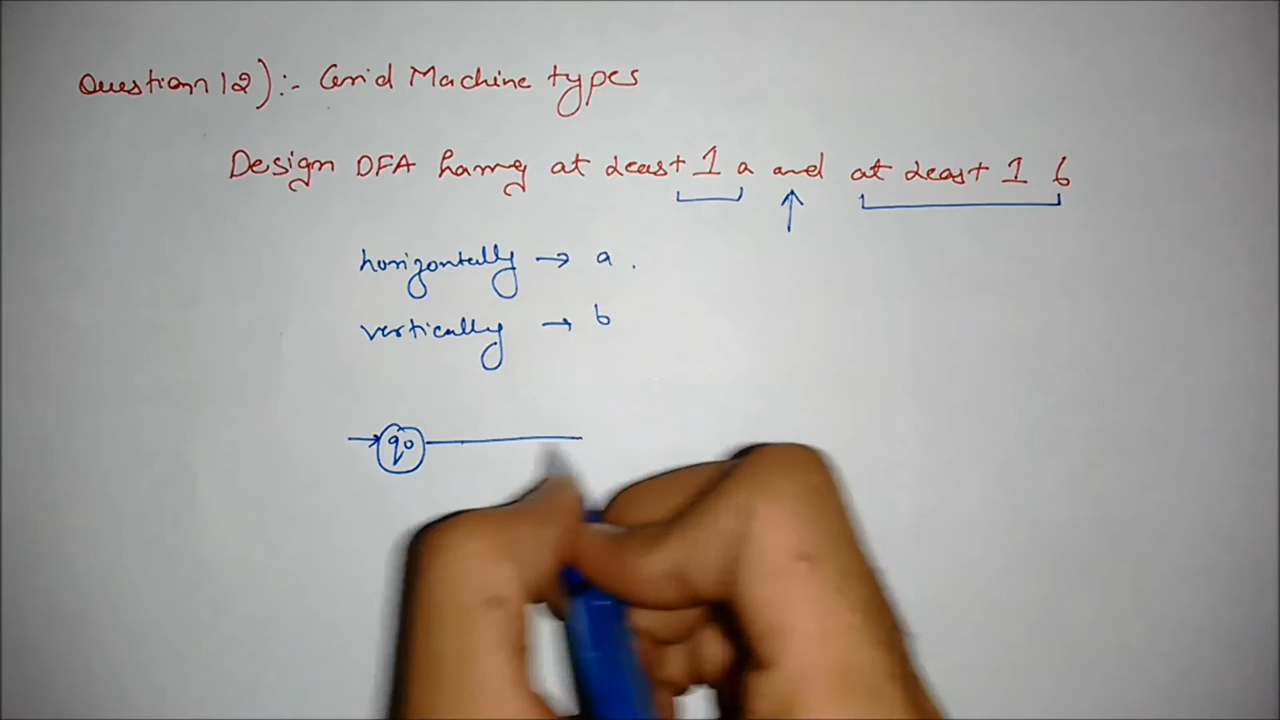 Question 12):- Grid Machine types
Design DFA having at least 1 a and at least 1 b
horizontally → a .
vertically → b
→ q0